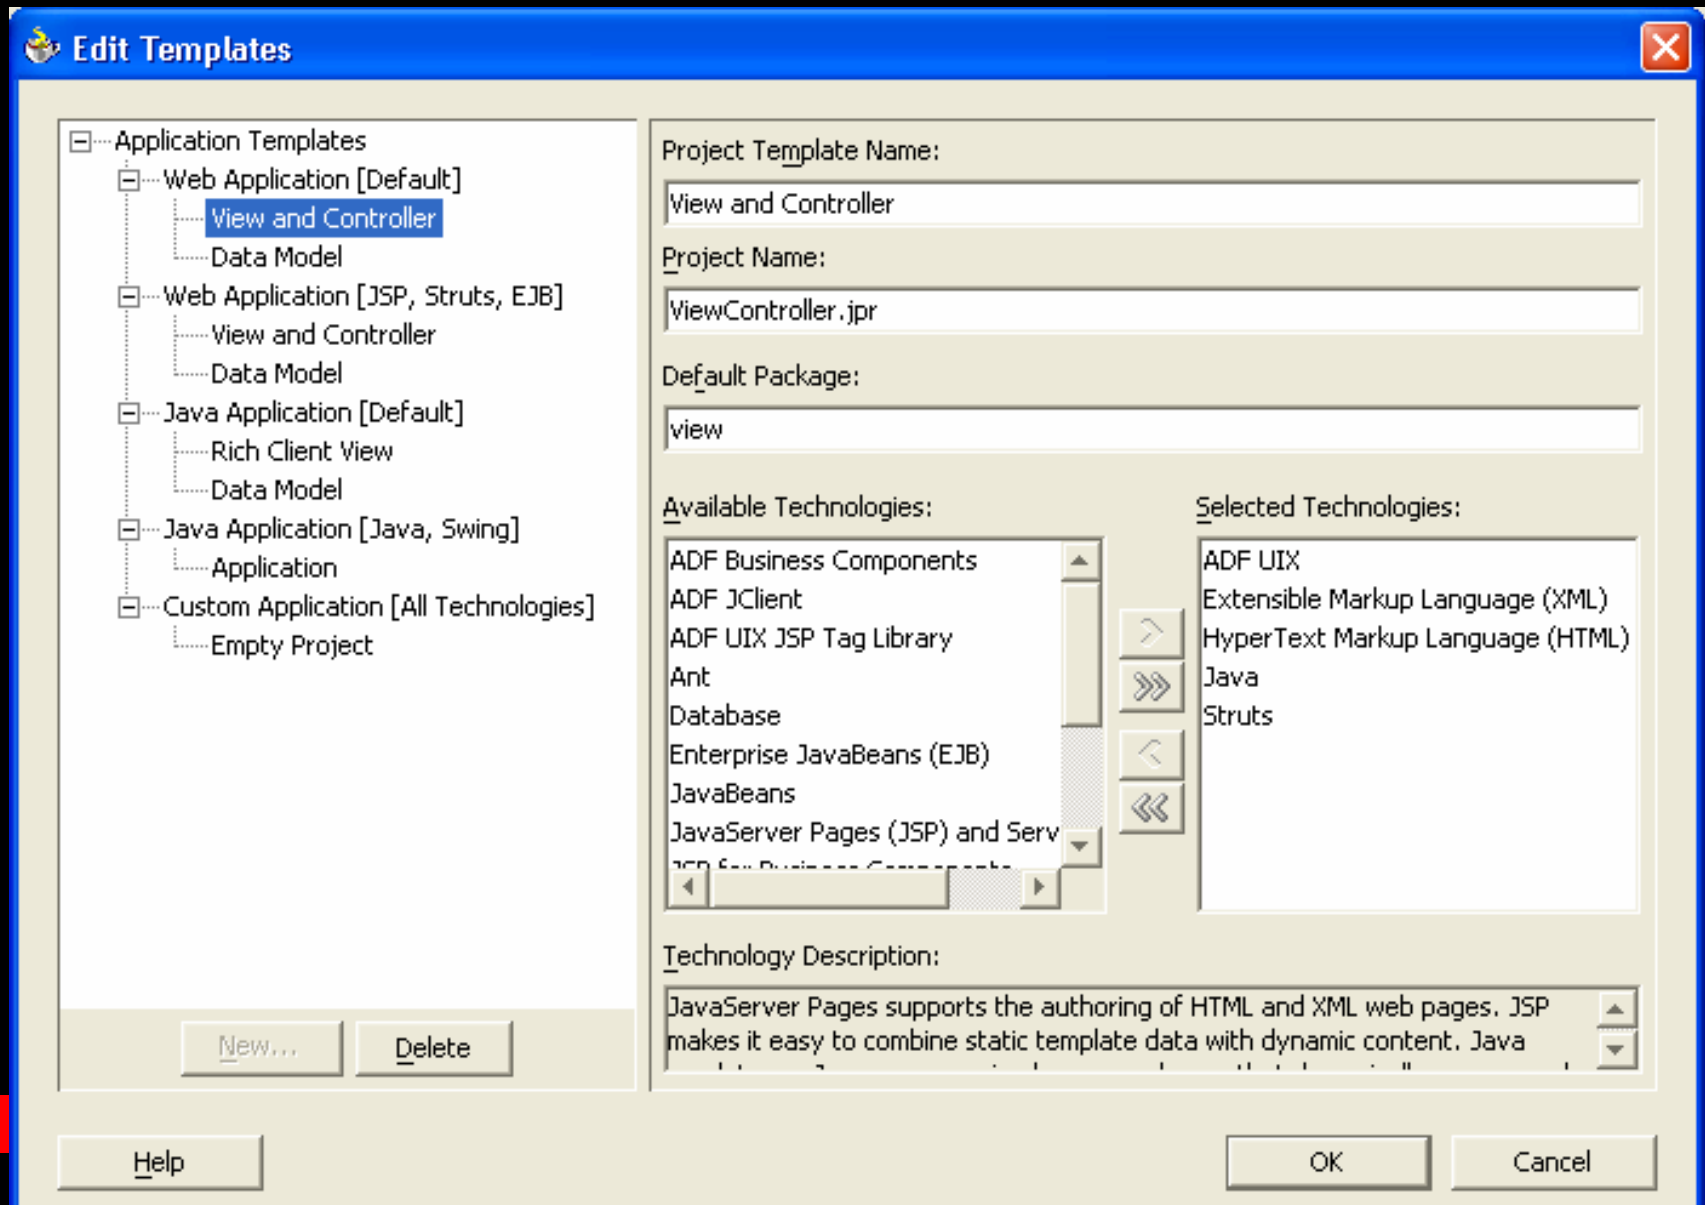 Edit Templates
Application Templates
Web Application [Default]
View and Controller
Data Model
Web Application [JSP, Struts, EJB]
View and Controller
Data Model
Java Application [Default]
Rich Client View
Data Model
Java Application [Java, Swing]
Application
Custom Application [All Technologies]
Empty Project
New...
Delete
Project Template Name:
View and Controller
Project Name:
ViewController.jpr
Default Package:
view
Available Technologies:
ADF Business Components
ADF JClient
ADF UIX JSP Tag Library
Ant
Database
Enterprise JavaBeans (EJB)
JavaBeans
JavaServer Pages (JSP) and Serv
JSP for Business Components
Selected Technologies:
ADF UIX
Extensible Markup Language (XML)
HyperText Markup Language (HTML)
Java
Struts
Technology Description:
JavaServer Pages supports the authoring of HTML and XML web pages. JSP
makes it easy to combine static template data with dynamic content. Java
Help
OK
Cancel